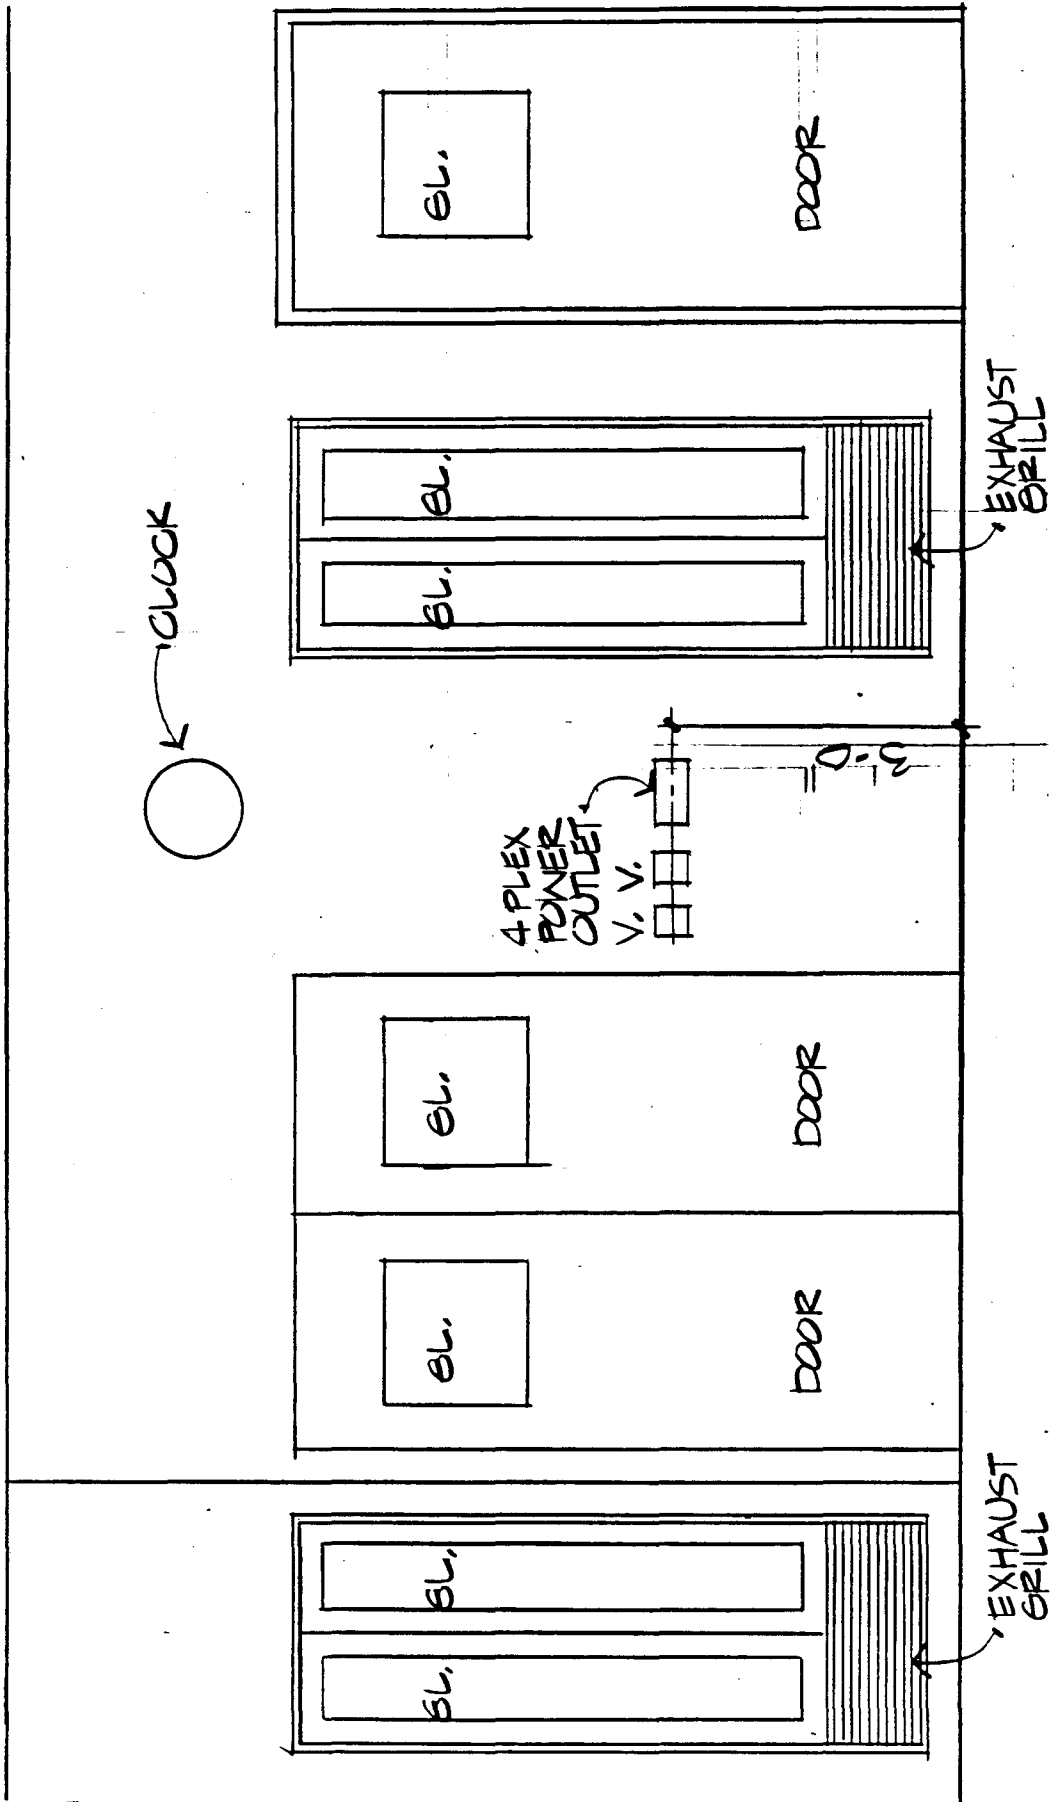 CLOCK
GL.
GL.
GL.
GL.
GL.
GL.
GL.
4 PLEX
POWER
OUTLET
V. V.
DOOR
DOOR
DOOR
3'-0"
EXHAUST
GRILL
EXHAUST
GRILL